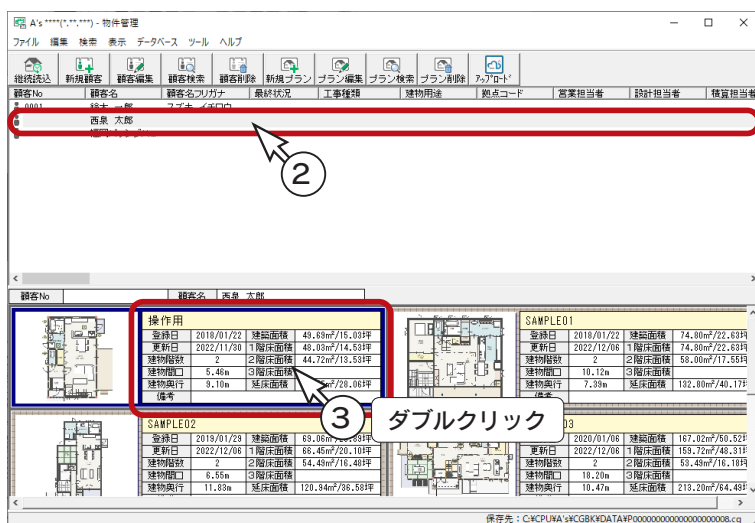 A's ****(*.**.***) - 物件管理
ファイル 編集 検索 表示 データベース ツール ヘルプ
継続読込 新規顧客 顧客編集 顧客検索 顧客削除 新規プラン プラン編集 プラン検索 プラン削除 ｱｯﾌﾟﾛｰﾄﾞ
顧客No 顧客名 顧客名フリガナ 最終状況 工事種類 建物用途 拠点コード 営業担当者 設計担当者 積算担当者
0001 鈴木 一郎 スズキ イチロウ
西泉 太郎
②
顧客No 顧客名 西泉 太郎
操作用
登録日 2018/01/22 建築面積 49.69m²/15.03坪
更新日 2022/11/30 1階床面積 48.03m²/14.53坪
建物階数 2 2階床面積 44.72m²/13.53坪
建物間口 5.46m 3階床面積
建物奥行 9.10m 延床面積 /28.06坪
備考
SAMPLE01
登録日 2018/01/22 建築面積 74.80m²/22.63坪
更新日 2022/12/06 1階床面積 74.80m²/22.63坪
建物階数 2 2階床面積 58.00m²/17.55坪
建物間口 10.12m 3階床面積
建物奥行 7.39m 延床面積 132.80m²/40.17坪
備考
③ ダブルクリック
SAMPLE02
登録日 2019/01/29 建築面積 69.06m²
更新日 2022/12/06 1階床面積 66.45m²/20.10坪
建物階数 2 2階床面積 54.49m²/16.48坪
建物間口 6.55m 3階床面積
建物奥行 11.83m 延床面積 120.94m²/36.58坪
03
登録日 2020/01/06 建築面積 167.02m²/50.52坪
更新日 2022/12/06 1階床面積 159.72m²/48.31坪
建物階数 2 2階床面積 53.49m²/16.18坪
建物間口 18.20m 3階床面積
建物奥行 10.47m 延床面積 213.20m²/64.49坪